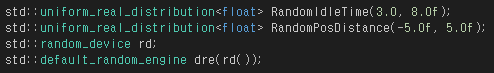 std::uniform_real_distribution<float> RandomIdleTime(3.0, 8.0f);
std::uniform_real_distribution<float> RandomPosDistance(-5.0f, 5.0f);
std::random_device rd;
std::default_random_engine dre(rd());